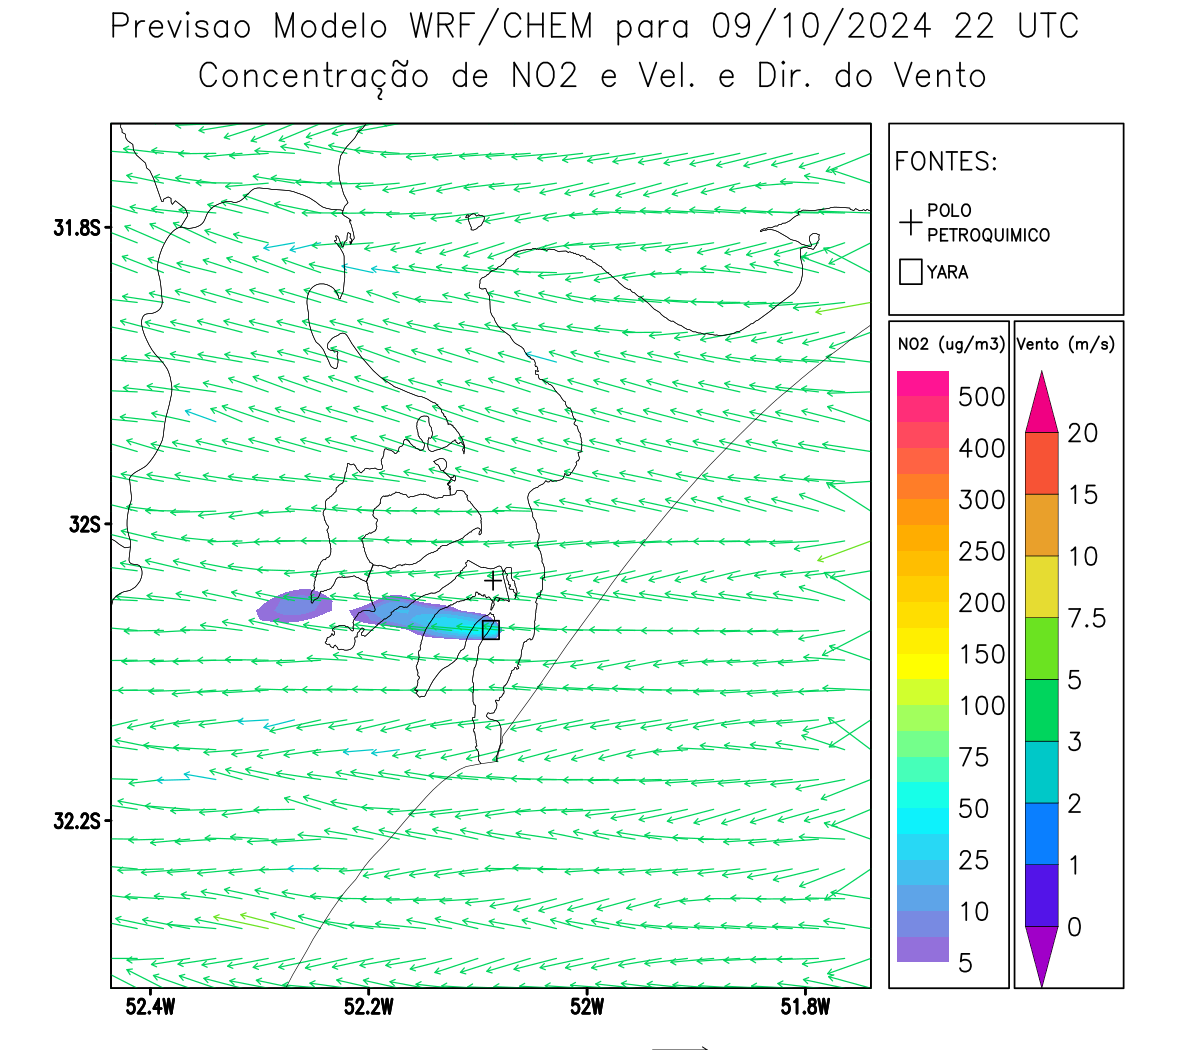 Previsao Modelo WRF/CHEM para 09/10/2024 22 UTC
Concentração de NO2 e Vel. e Dir. do Vento
FONTES:
POLO
PETROQUIMICO
YARA
NO2 (ug/m3)
500
400
300
250
200
150
100
75
50
25
10
5
Vento (m/s)
20
15
10
7.5
5
3
2
1
0
31.8S
32S
32.2S
52.4W
52.2W
52W
51.8W